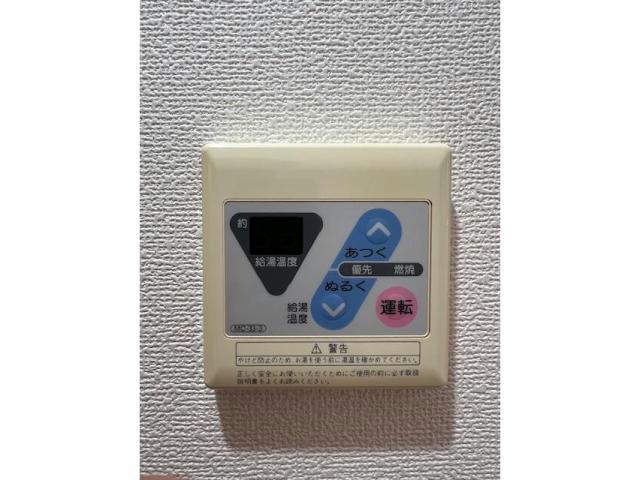 約
給湯温度
あつく
優先 燃焼
ぬるく
給湯
温度
運転
MC-33-3
⚠ 警告
やけど防止のため、お湯を使う前に湯温を確かめてください。
正しく安全にお使いいただくためにご使用の前に必ず取扱
説明書をよくお読みください。